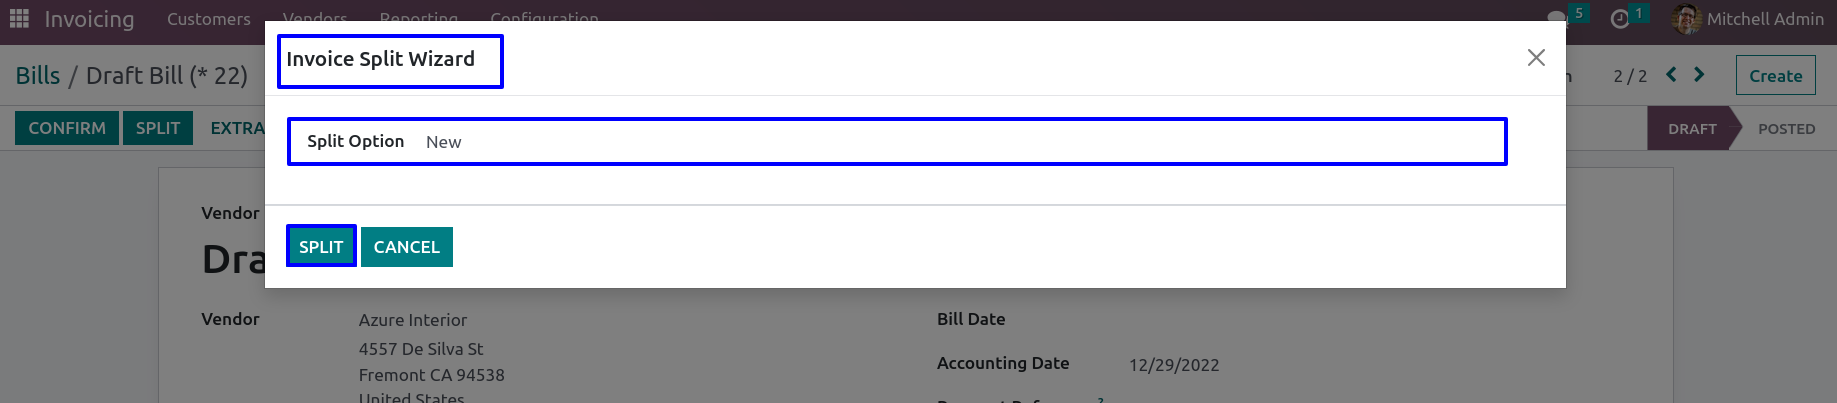 Invoicing Customers Vendors Reporting Configuration 5 1 Mitchell Admin
Invoice Split Wizard
Bills / Draft Bill (* 22) 2 / 2 Create
CONFIRM SPLIT EXTRA DRAFT POSTED
Split Option New
Vendor
Dra
SPLIT CANCEL
Vendor Azure Interior Bill Date
4557 De Silva St
Accounting Date 12/29/2022
Fremont CA 94538
United States